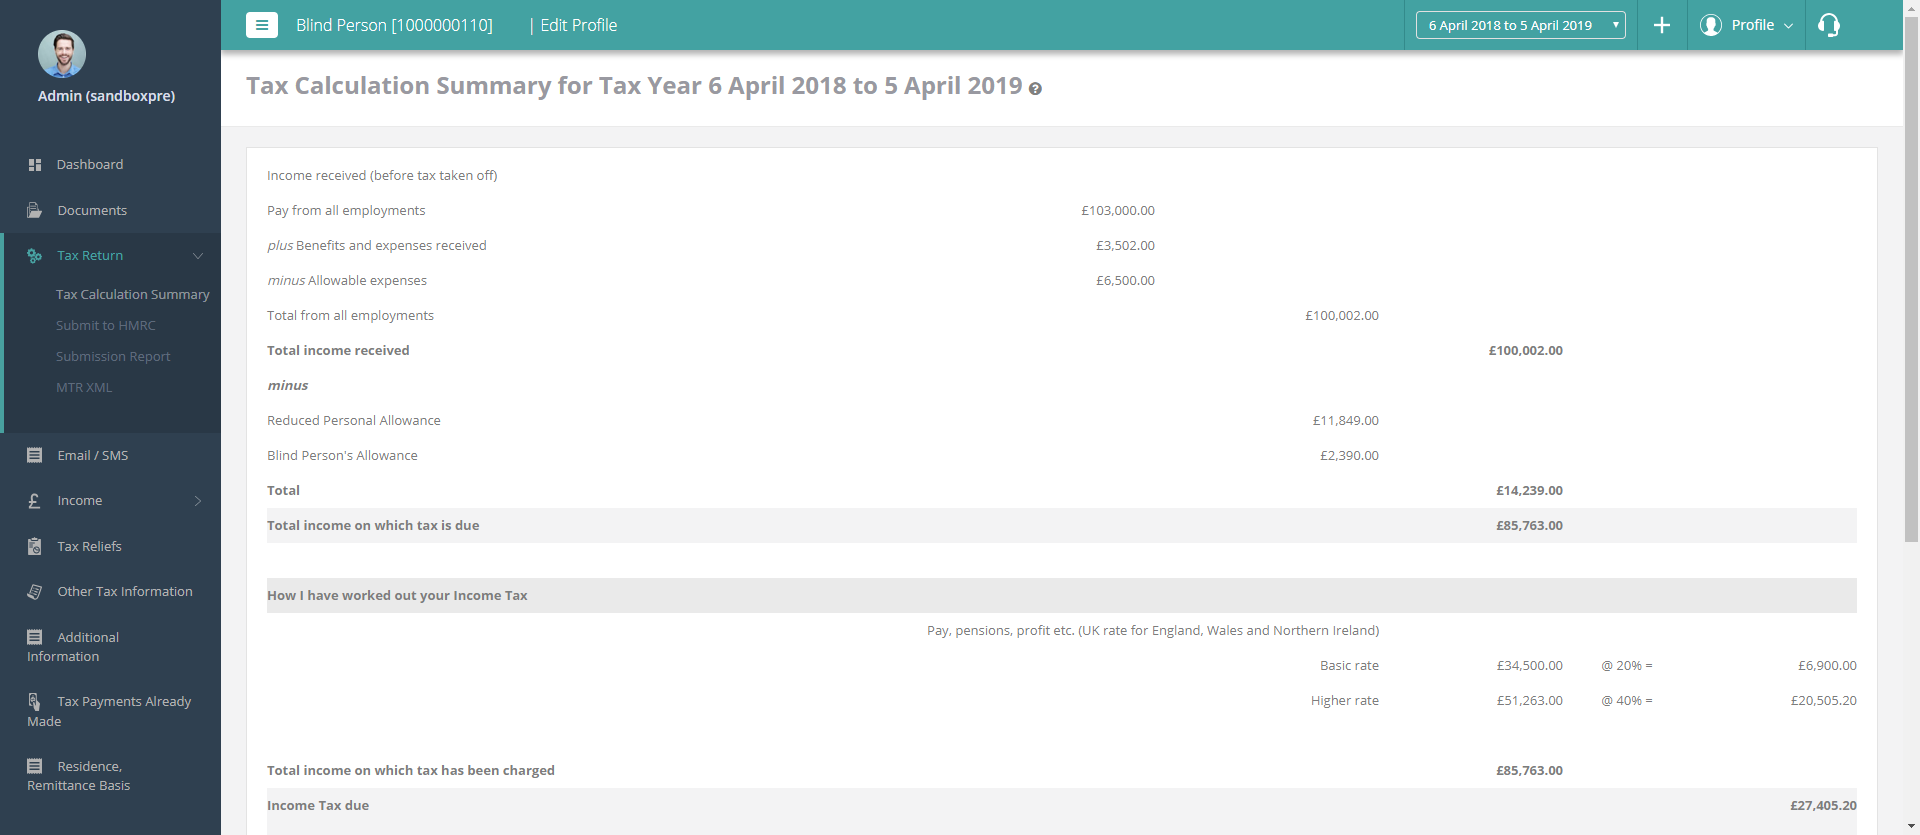 Blind Person [1000000110] | Edit Profile
6 April 2018 to 5 April 2019
Profile
Admin (sandboxpre)
Dashboard
Documents
Tax Return
Tax Calculation Summary
Submit to HMRC
Submission Report
MTR XML
Email / SMS
Income
Tax Reliefs
Other Tax Information
Additional
Information
Tax Payments Already
Made
Residence,
Remittance Basis
Tax Calculation Summary for Tax Year 6 April 2018 to 5 April 2019
Income received (before tax taken off)
Pay from all employments £103,000.00
plus Benefits and expenses received £3,502.00
minus Allowable expenses £6,500.00
Total from all employments £100,002.00
Total income received £100,002.00
minus
Reduced Personal Allowance £11,849.00
Blind Person's Allowance £2,390.00
Total £14,239.00
Total income on which tax is due £85,763.00
How I have worked out your Income Tax
Pay, pensions, profit etc. (UK rate for England, Wales and Northern Ireland)
Basic rate £34,500.00 @ 20% = £6,900.00
Higher rate £51,263.00 @ 40% = £20,505.20
Total income on which tax has been charged £85,763.00
Income Tax due £27,405.20